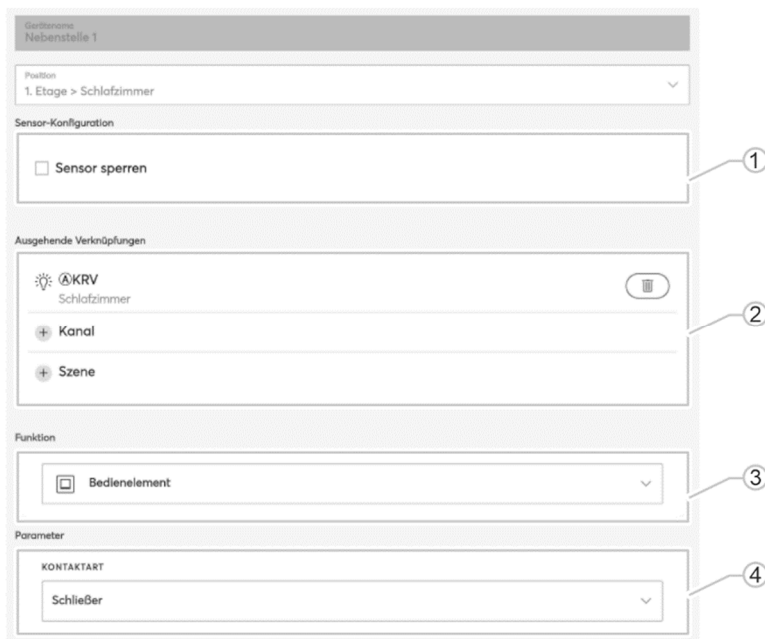 Gerätename
Nebenstelle 1
Position
1. Etage > Schlafzimmer
Sensor-Konfiguration
Sensor sperren
1
Ausgehende Verknüpfungen
ⒶKRV
Schlafzimmer
2
+ Kanal
+ Szene
Funktion
Bedienelement
3
Parameter
KONTAKTART
Schließer
4